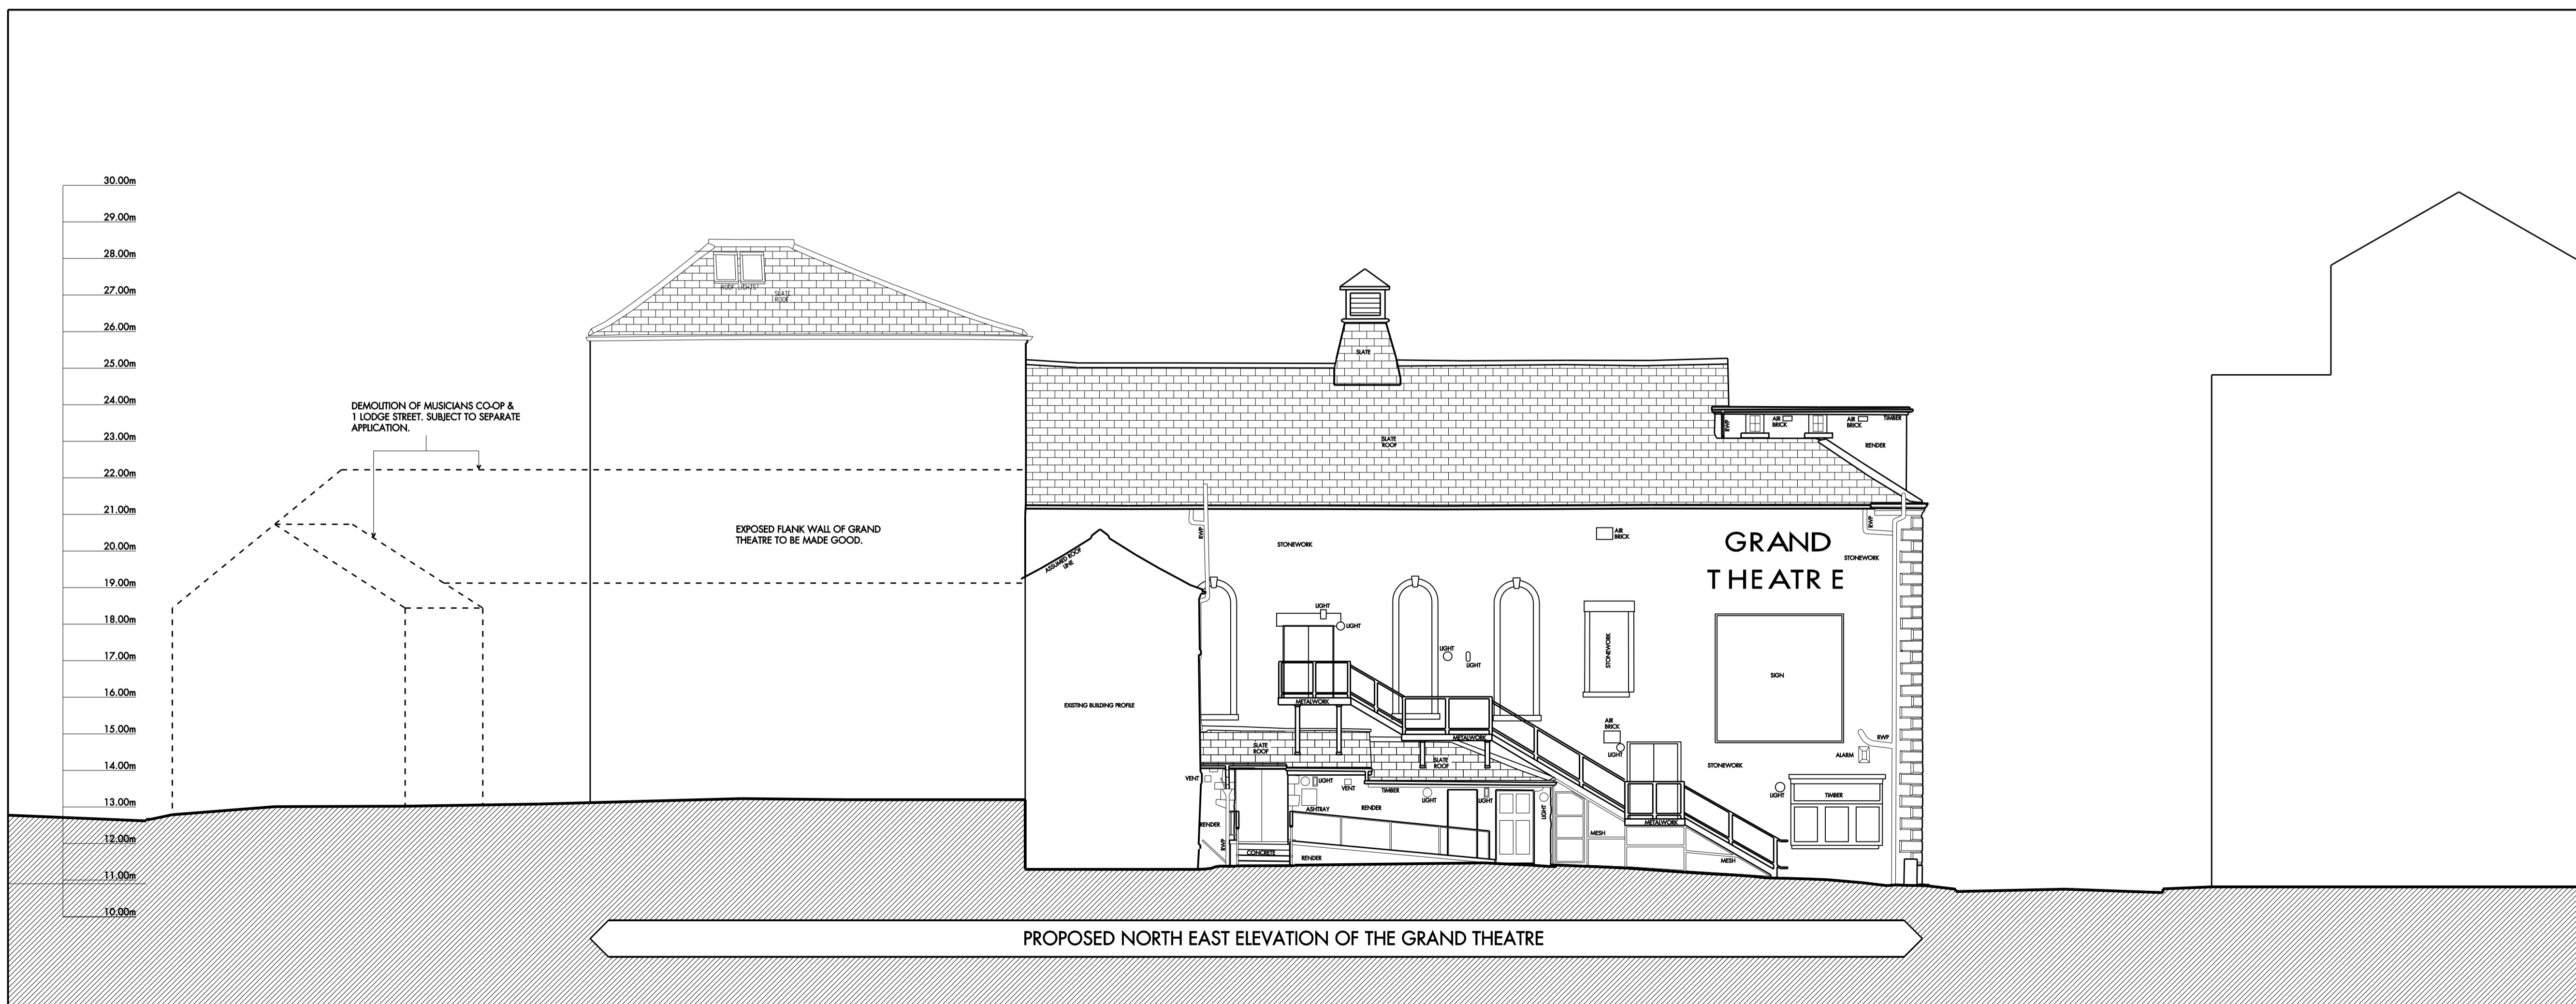 30.00m
29.00m
28.00m
27.00m
26.00m
25.00m
24.00m
23.00m
22.00m
21.00m
20.00m
19.00m
18.00m
17.00m
16.00m
15.00m
14.00m
13.00m
12.00m
11.00m
10.00m
DEMOLITION OF MUSICIANS CO-OP &
1 LODGE STREET. SUBJECT TO SEPARATE
APPLICATION.
ROOF LIGHTS
SLATE
ROOF
EXPOSED FLANK WALL OF GRAND
THEATRE TO BE MADE GOOD.
SLATE
SLATE
ROOF
RWP
AIR
BRICK
AIR
BRICK
TIMBER
RENDER
ASSUMED ROOF
LINE
RWP
STONEWORK
AIR
BRICK
GRAND
THEATRE
RWP
STONEWORK
LIGHT
LIGHT
LIGHT
LIGHT
STONEWORK
SIGN
EXISTING BUILDING PROFILE
METALWORK
AIR
BRICK
LIGHT
METALWORK
RWP
ALARM
STONEWORK
SLATE
ROOF
SLATE
ROOF
VENT
LIGHT
VENT
TIMBER
LIGHT
LIGHT
LIGHT
LIGHT
TIMBER
ASHTRAY
RENDER
RENDER
RWP
CONCRETE
RENDER
MESH
METALWORK
MESH
PROPOSED NORTH EAST ELEVATION OF THE GRAND THEATRE